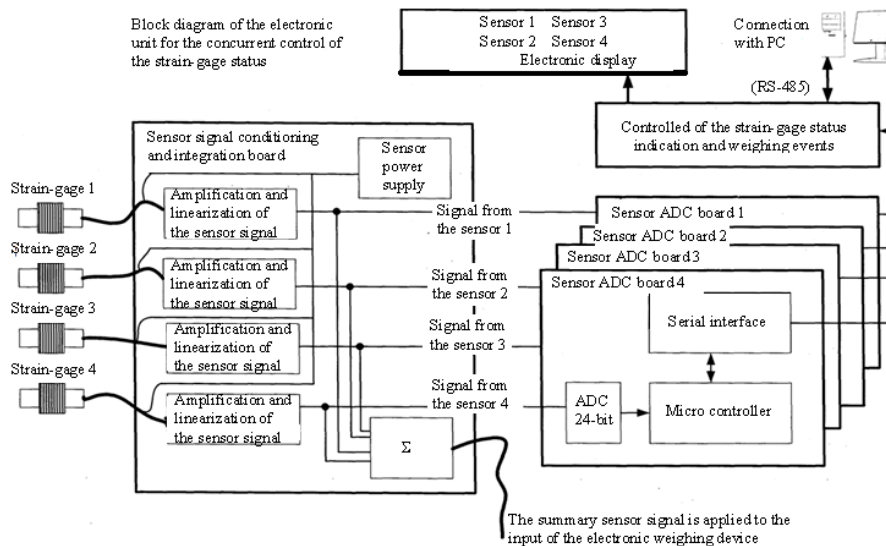 Block diagram of the electronic
unit for the concurrent control of
the strain-gage status
Sensor 1 Sensor 3
Sensor 2 Sensor 4
Electronic display
Connection
with PC
(RS-485)
Controlled of the strain-gage status
indication and weighing events
Sensor signal conditioning
and integration board
Sensor
power
supply
Strain-gage 1
Amplification and
linearization of
the sensor signal
Signal from
the sensor 1
Strain-gage 2
Amplification and
linearization of
the sensor signal
Signal from
the sensor 2
Strain-gage 3
Amplification and
linearization of
the sensor signal
Signal from
the sensor 3
Strain-gage 4
Amplification and
linearization of
the sensor signal
Signal from
the sensor 4
Σ
Sensor ADC board 1
Sensor ADC board 2
Sensor ADC board 3
Sensor ADC board 4
Serial interface
ADC
24-bit
Micro controller
The summary sensor signal is applied to the
input of the electronic weighing device